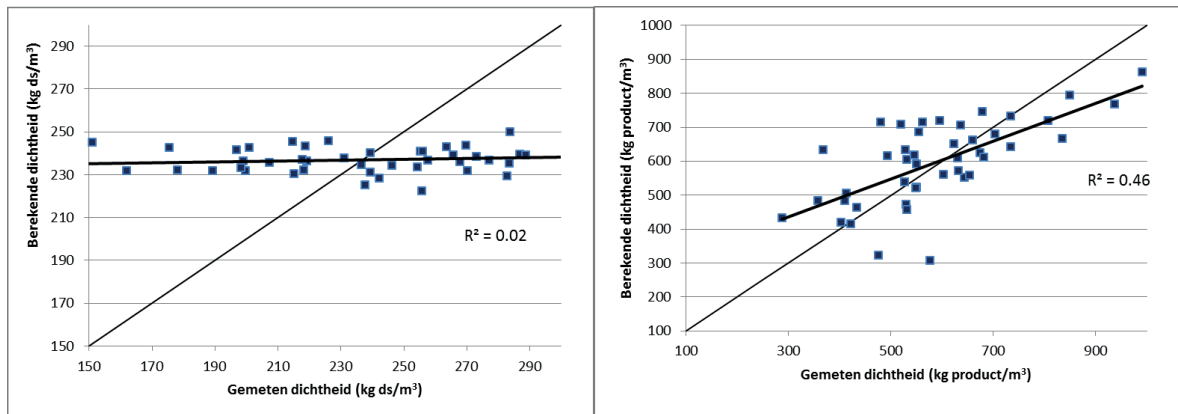 Berekende dichtheid (kg ds/m³)
290
270
250
230
210
190
170
150
R² = 0.02
150 170 190 210 230 250 270 290
Gemeten dichtheid (kg ds/m³)
Berekende dichtheid (kg product/m³)
1000
900
800
700
600
500
400
300
200
100
R² = 0.46
100 300 500 700 900
Gemeten dichtheid (kg product/m³)